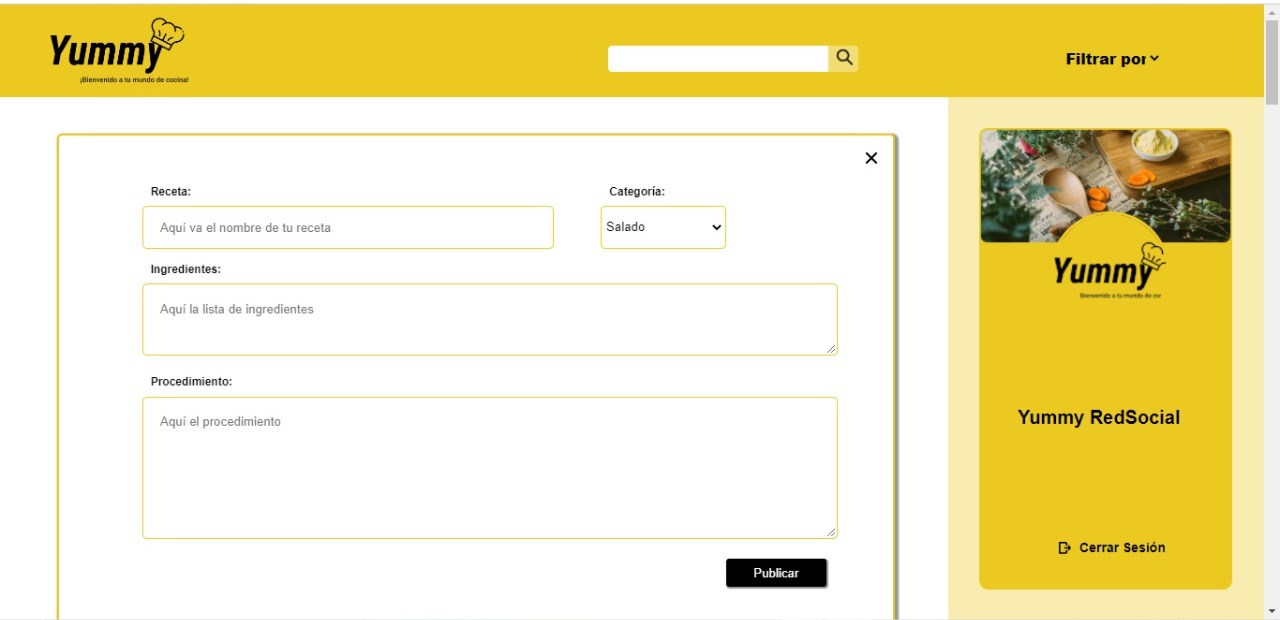 Yummy
¡Bienvenido a tu mundo de cocina!
Filtrar por
Receta:
Categoría:
Aquí va el nombre de tu receta
Salado
Ingredientes:
Aquí la lista de ingredientes
Procedimiento:
Aquí el procedimiento
Publicar
Yummy
Bienvenido a tu mundo de coc
Yummy RedSocial
Cerrar Sesión